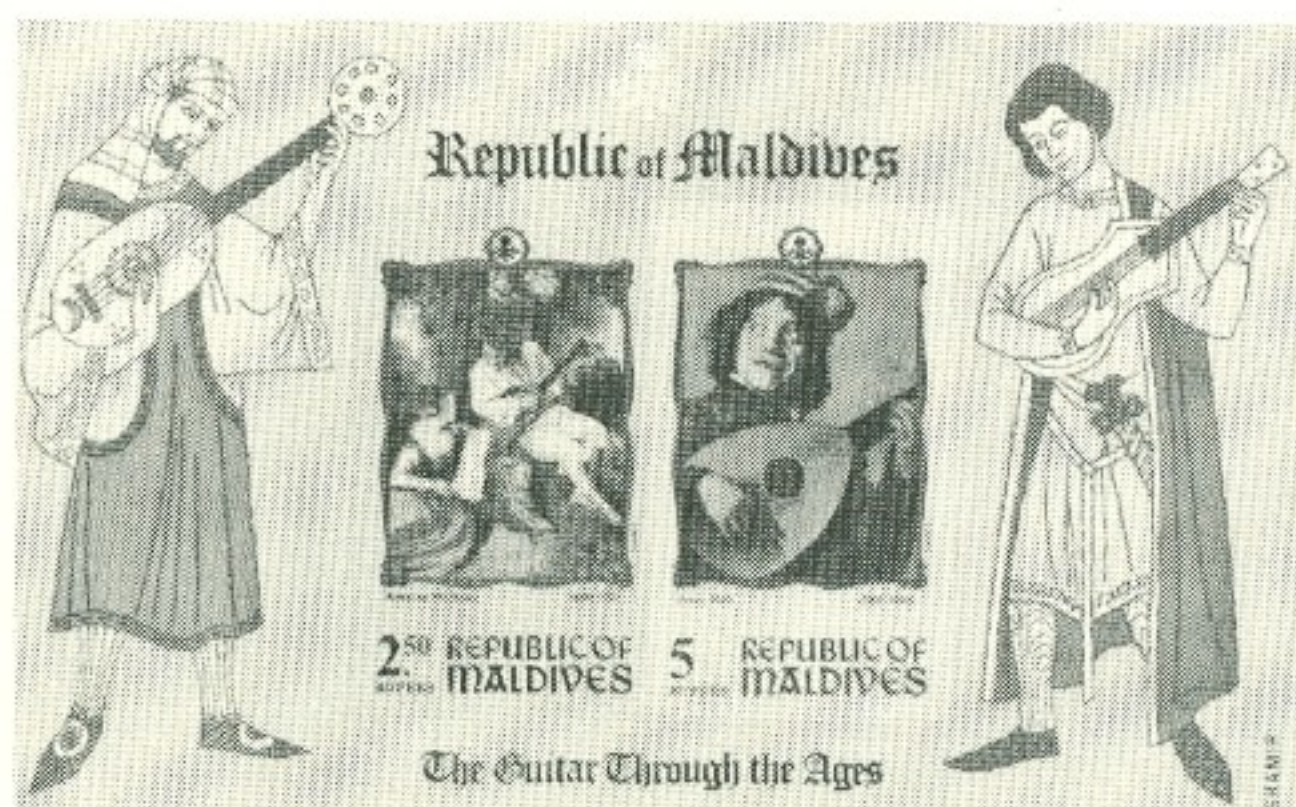 Republic of Maldives
2.50 REPUBLIC OF
RUPEES MALDIVES
5 REPUBLIC OF
RUPEES MALDIVES
The Guitar Through the Ages